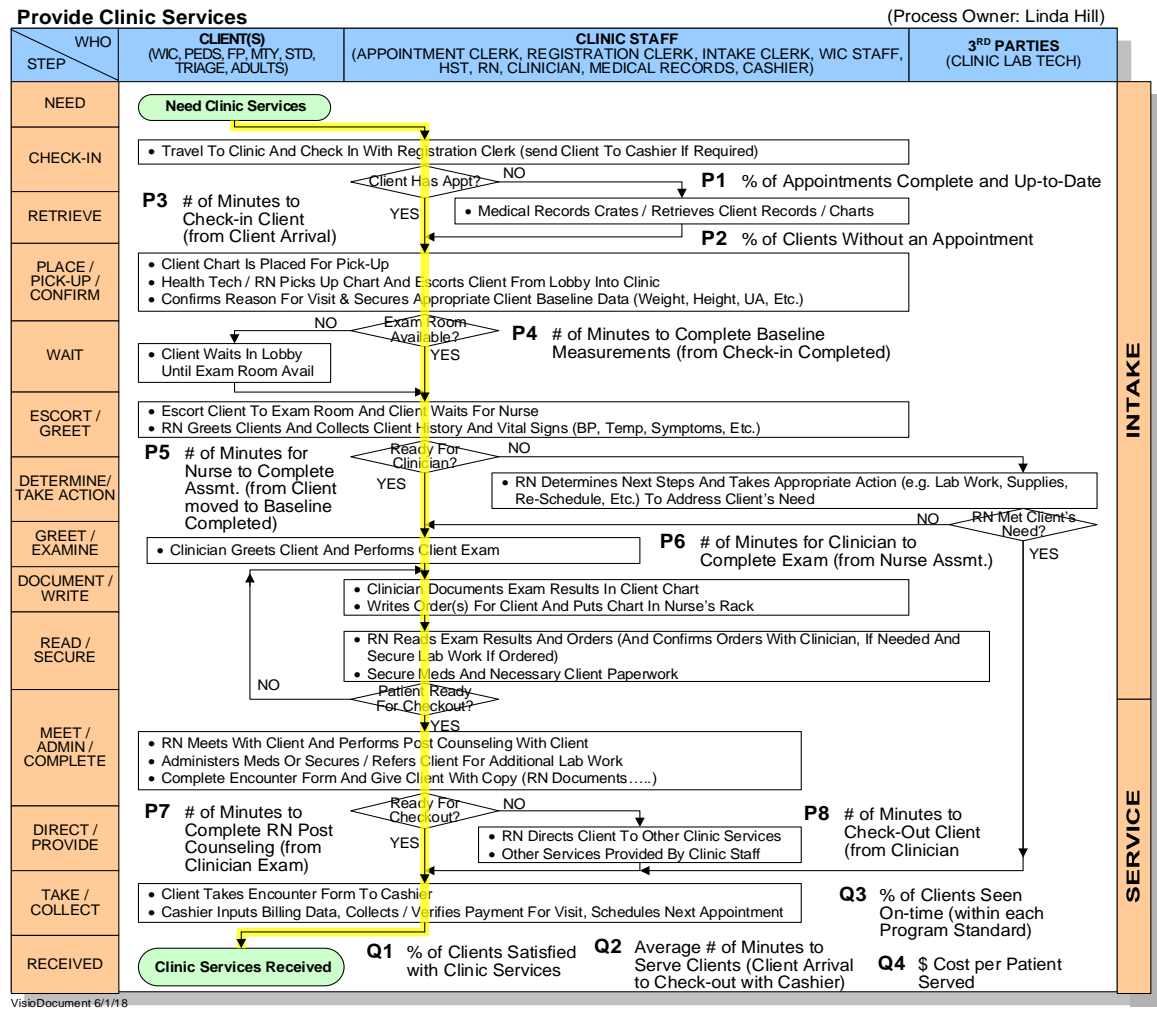 Provide Clinic Services
(Process Owner: Linda Hill)
WHO
STEP
CLIENT(S)
(WIC, PEDS, FP, MTY, STD,
TRIAGE, ADULTS)
CLINIC STAFF
(APPOINTMENT CLERK, REGISTRATION CLERK, INTAKE CLERK, WIC STAFF,
HST, RN, CLINICIAN, MEDICAL RECORDS, CASHIER)
3RD PARTIES
(CLINIC LAB TECH)
NEED
Need Clinic Services
CHECK-IN
• Travel To Clinic And Check In With Registration Clerk (send Client To Cashier If Required)
Client Has Appt?
NO
YES
P1 % of Appointments Complete and Up-to-Date
P3 # of Minutes to
Check-in Client
(from Client Arrival)
RETRIEVE
• Medical Records Crates / Retrieves Client Records / Charts
P2 % of Clients Without an Appointment
PLACE /
PICK-UP /
CONFIRM
• Client Chart Is Placed For Pick-Up
• Health Tech / RN Picks Up Chart And Escorts Client From Lobby Into Clinic
• Confirms Reason For Visit & Secures Appropriate Client Baseline Data (Weight, Height, UA, Etc.)
Exam Room
Available?
NO
YES
P4 # of Minutes to Complete Baseline
Measurements (from Check-in Completed)
WAIT
• Client Waits In Lobby
Until Exam Room Avail
INTAKE
ESCORT /
GREET
• Escort Client To Exam Room And Client Waits For Nurse
• RN Greets Clients And Collects Client History And Vital Signs (BP, Temp, Symptoms, Etc.)
Ready For
Clinician?
NO
YES
P5 # of Minutes for
Nurse to Complete
Assmt. (from Client
moved to Baseline
Completed)
DETERMINE/
TAKE ACTION
• RN Determines Next Steps And Takes Appropriate Action (e.g. Lab Work, Supplies,
Re-Schedule, Etc.) To Address Client's Need
RN Met Client's
Need?
NO
YES
GREET /
EXAMINE
• Clinician Greets Client And Performs Client Exam
P6 # of Minutes for Clinician to
Complete Exam (from Nurse Assmt.)
DOCUMENT /
WRITE
• Clinician Documents Exam Results In Client Chart
• Writes Order(s) For Client And Puts Chart In Nurse's Rack
READ /
SECURE
• RN Reads Exam Results And Orders (And Confirms Orders With Clinician, If Needed And
Secure Lab Work If Ordered)
• Secure Meds And Necessary Client Paperwork
Patient Ready
For Checkout?
NO
YES
MEET /
ADMIN /
COMPLETE
• RN Meets With Client And Performs Post Counseling With Client
• Administers Meds Or Secures / Refers Client For Additional Lab Work
• Complete Encounter Form And Give Client With Copy (RN Documents…..)
Ready For
Checkout?
NO
YES
P7 # of Minutes to
Complete RN Post
Counseling (from
Clinician Exam)
P8 # of Minutes to
Check-Out Client
(from Clinician
SERVICE
DIRECT /
PROVIDE
• RN Directs Client To Other Clinic Services
• Other Services Provided By Clinic Staff
TAKE /
COLLECT
• Client Takes Encounter Form To Cashier
• Cashier Inputs Billing Data, Collects / Verifies Payment For Visit, Schedules Next Appointment
Q3 % of Clients Seen
On-time (within each
Program Standard)
RECEIVED
Clinic Services Received
Q1 % of Clients Satisfied
with Clinic Services
Q2 Average # of Minutes to
Serve Clients (Client Arrival
to Check-out with Cashier)
Q4 $ Cost per Patient
Served
VisioDocument 6/1/18